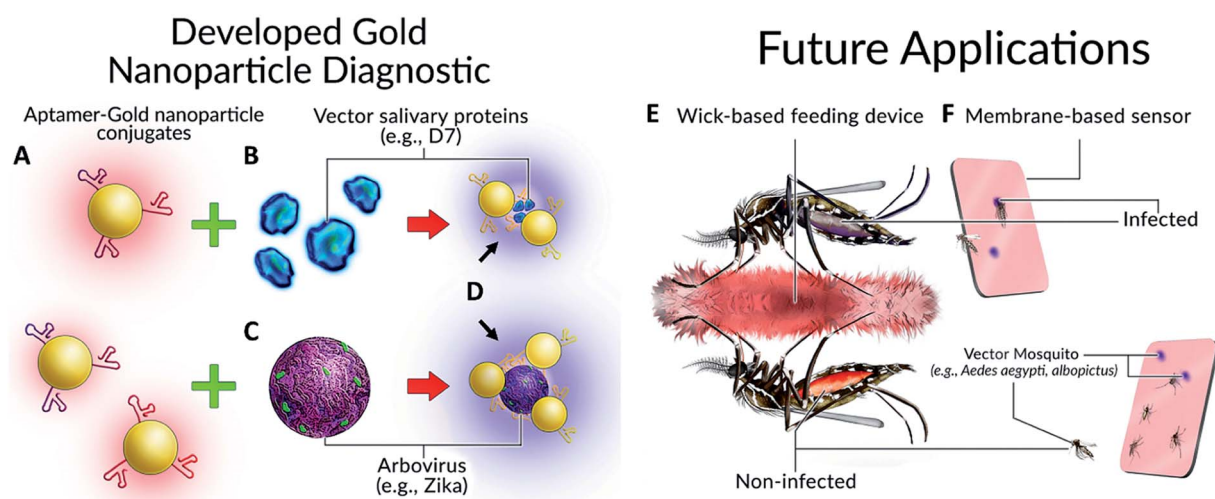 Developed Gold
Nanoparticle Diagnostic
Aptamer-Gold nanoparticle
conjugates
Vector salivary proteins
(e.g., D7)
A
B
C
D
Arbovirus
(e.g., Zika)
Future Applications
E
Wick-based feeding device
F
Membrane-based sensor
Infected
Vector Mosquito
(e.g., Aedes aegypti, albopictus)
Non-infected